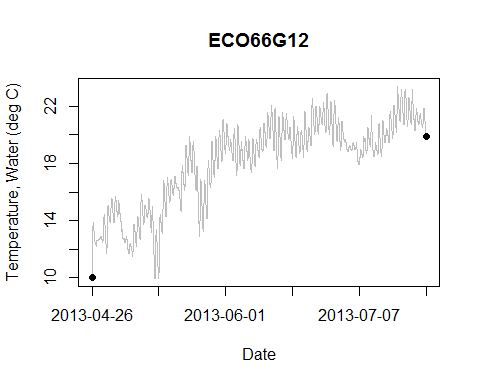 ECO66G12
Temperature, Water (deg C)
22
18
14
10
2013-04-26
2013-06-01
2013-07-07
Date